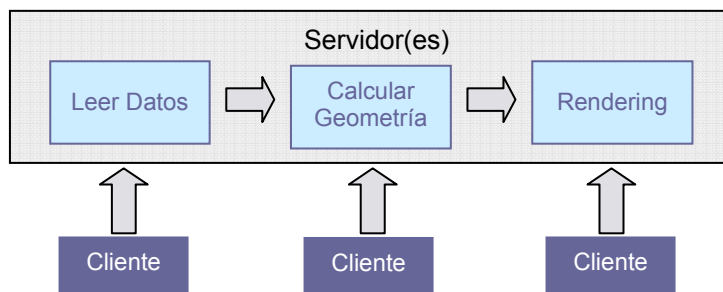 Servidor(es)
Leer Datos
Calcular
Geometría
Rendering
Cliente
Cliente
Cliente